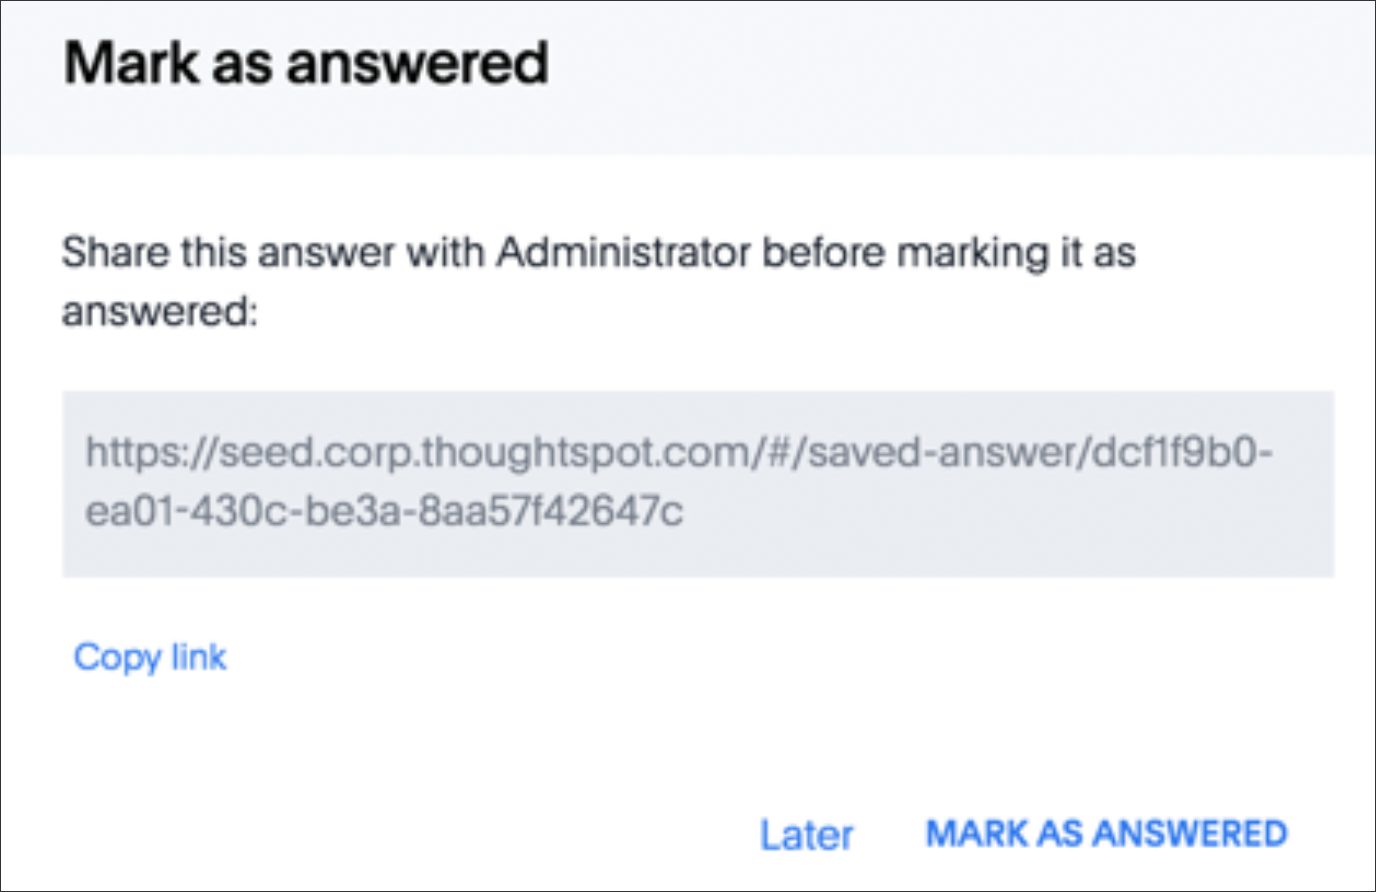 Mark as answered
Share this answer with Administrator before marking it as
answered:
https://seed.corp.thoughtspot.com/#/saved-answer/dcf1f9b0-
ea01-430c-be3a-8aa57f42647c
Copy link
Later MARK AS ANSWERED